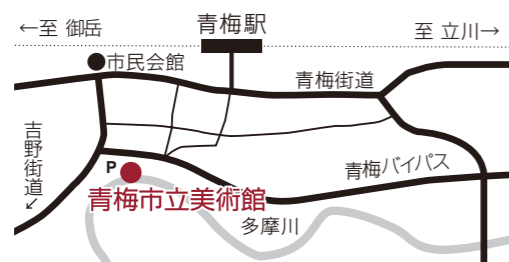 ←至 御岳
青梅駅
至 立川→
市民会館
青梅街道
吉野街道←
P
青梅バイパス
青梅市立美術館
多摩川